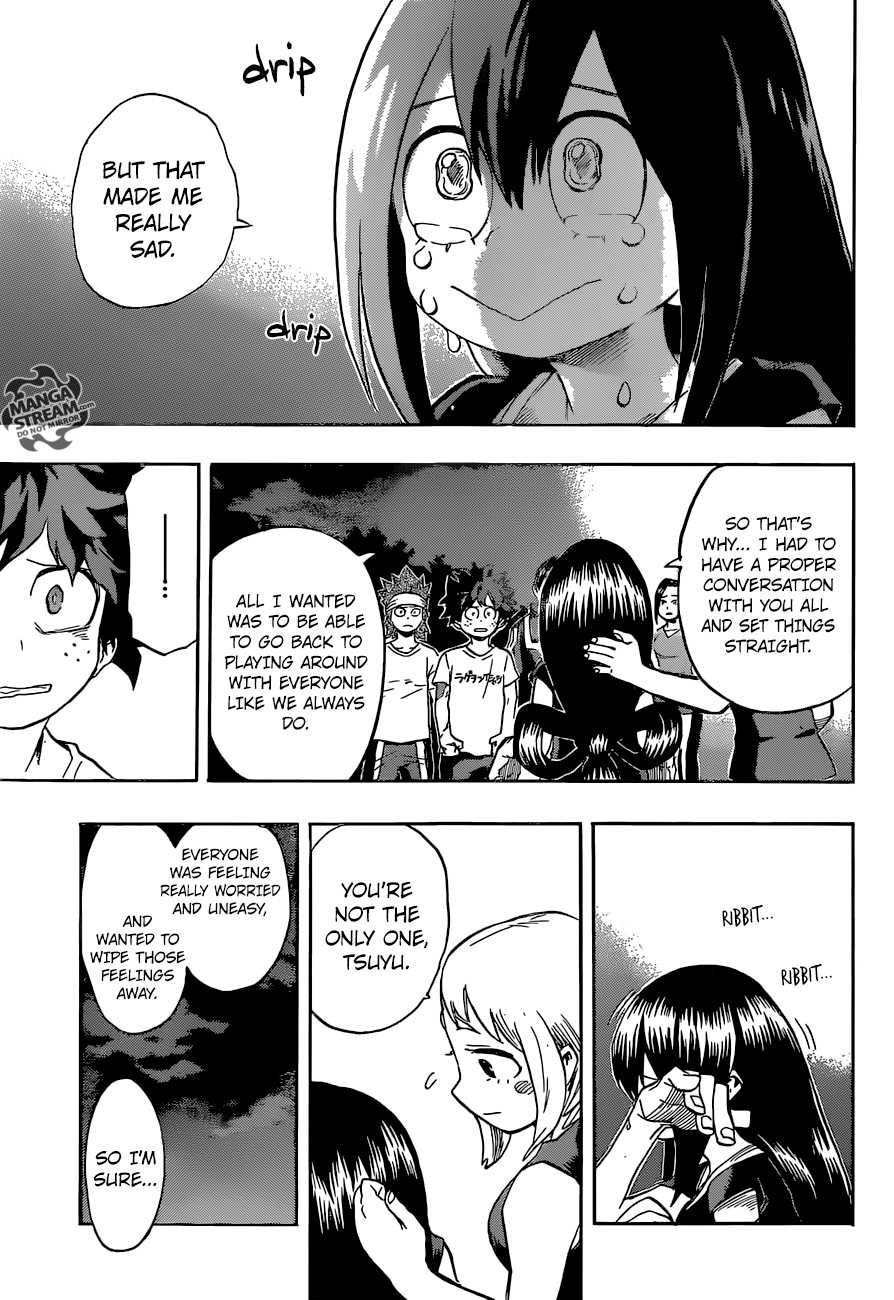 drip
BUT THAT
MADE ME
REALLY
SAD.
drip
MANGA
STREAM.com
DO NOT MIRROR
SO THAT'S
WHY... I HAD TO
HAVE A PROPER
CONVERSATION
WITH YOU ALL
AND SET THINGS
STRAIGHT.
ALL I WANTED
WAS TO BE ABLE
TO GO BACK TO
PLAYING AROUND
WITH EVERYONE
LIKE WE ALWAYS
DO.
...
RIBBIT...
RIBBIT...
YOU'RE
NOT THE
ONLY ONE,
TSUYU.
EVERYONE
WAS FEELING
REALLY WORRIED
AND UNEASY,
AND
WANTED TO
WIPE THOSE
FEELINGS
AWAY.
SO I'M
SURE...